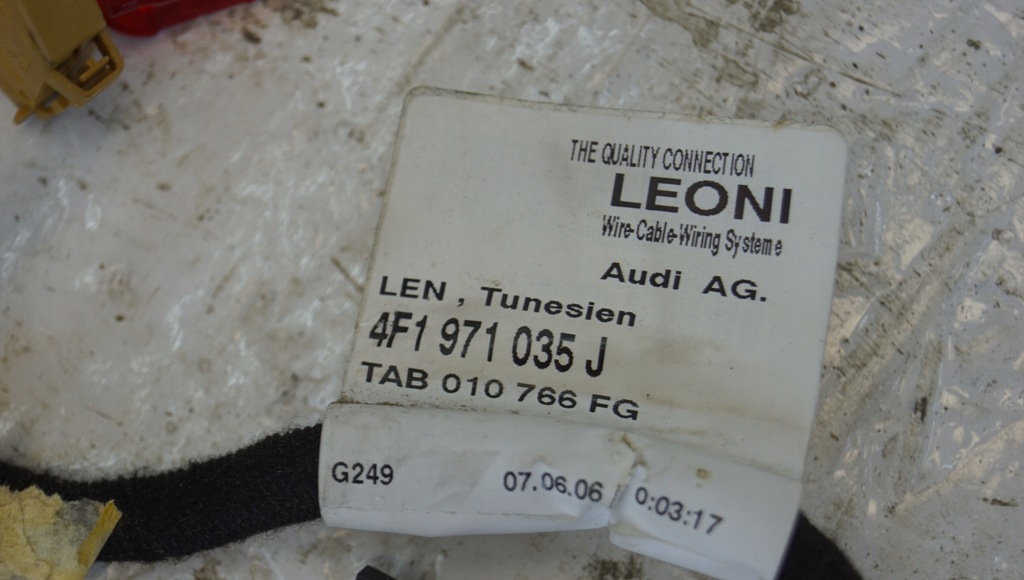 THE QUALITY CONNECTION
LEONI
Wire-Cable-Wiring Systeme
Audi AG.
LEN , Tunesien
4F1 971 035 J
TAB 010 766 FG
G249 07.06.06 0:03:17